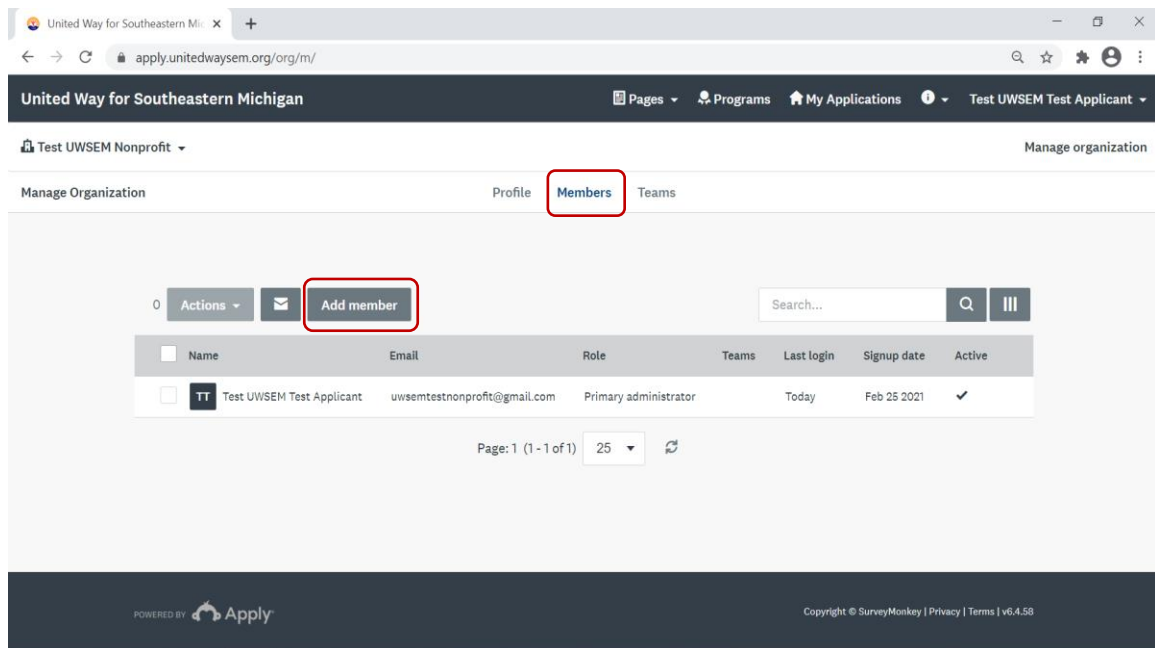 United Way for Southeastern Mic
apply.unitedwaysem.org/org/m/
United Way for Southeastern Michigan Pages Programs My Applications Test UWSEM Test Applicant
Test UWSEM Nonprofit Manage organization
Manage Organization Profile Members Teams
0 Actions Add member Search...
Name Email Role Teams Last login Signup date Active
TT Test UWSEM Test Applicant uwsemtestnonprofit@gmail.com Primary administrator Today Feb 25 2021
Page: 1 (1 - 1 of 1) 25
POWERED BY Apply Copyright © SurveyMonkey | Privacy | Terms | v6.4.58